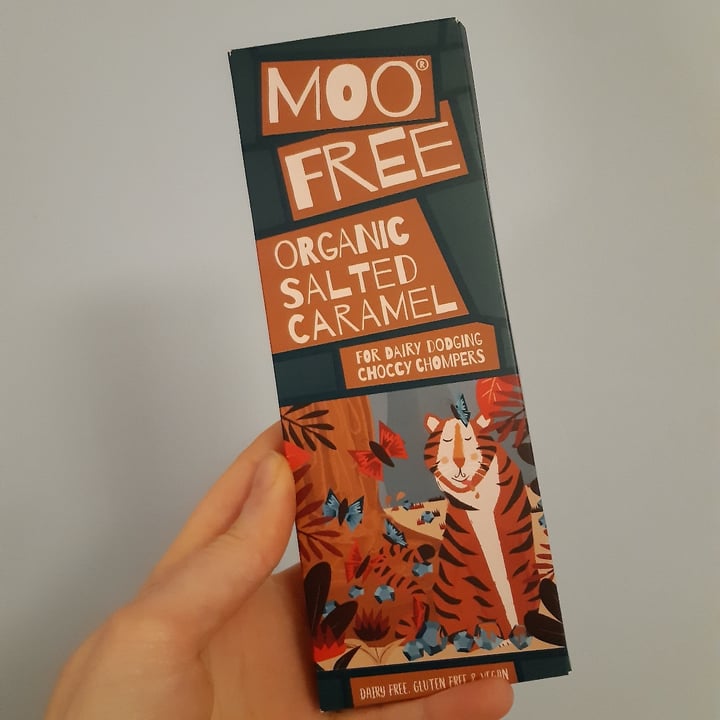 MOO®
FREE
ORGANIC
SALTED
CARAMEL
FOR DAIRY DODGING
CHOCCY CHOMPERS
DAIRY FREE, GLUTEN FREE & VEGAN